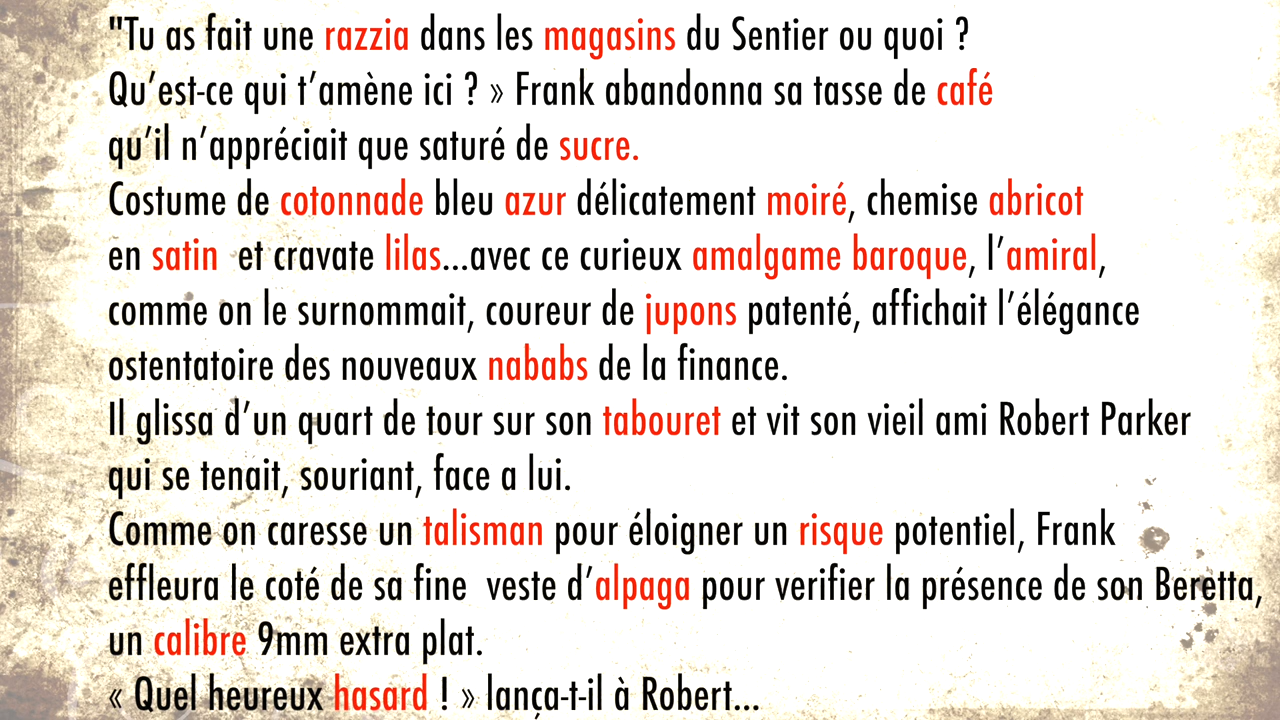 "Tu as fait une razzia dans les magasins du Sentier ou quoi ?
Qu’est-ce qui t’amène ici ? » Frank abandonna sa tasse de café
qu’il n’appréciait que saturé de sucre.
Costume de cotonnade bleu azur délicatement moiré, chemise abricot
en satin  et cravate lilas...avec ce curieux amalgame baroque, l’amiral,
comme on le surnommait, coureur de jupons patenté, affichait l’élégance
ostentatoire des nouveaux nababs de la finance.
Il glissa d’un quart de tour sur son tabouret et vit son vieil ami Robert Parker
qui se tenait, souriant, face a lui.
Comme on caresse un talisman pour éloigner un risque potentiel, Frank
effleura le coté de sa fine  veste d’alpaga pour verifier la présence de son Beretta,
un calibre 9mm extra plat.
« Quel heureux hasard ! » lança-t-il à Robert...